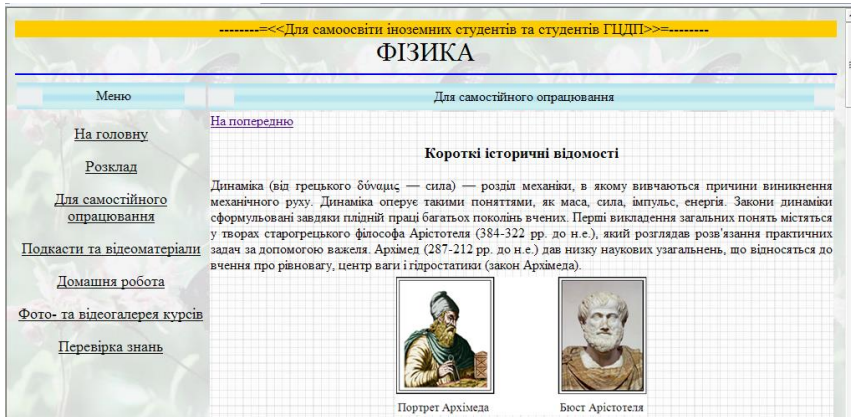 --------=<<Для самоосвіти іноземних студентів та студентів ГЦДП>>=--------
ФІЗИКА
Меню
Для самостійного опрацювання
На головну
Розклад
Для самостійного
опрацювання
Подкасти та відеоматеріали
Домашня робота
Фото- та відеогалерея курсів
Перевірка знань
На попередню
Короткі історичні відомості
Динаміка (від грецького δύναμις — сила) — розділ механіки, в якому вивчаються причини виникнення
механічного руху. Динаміка оперує такими поняттями, як маса, сила, імпульс, енергія. Закони динаміки
сформульовані завдяки плідній праці багатьох поколінь вчених. Перші викладення загальних понять містяться
у творах старогрецького філософа Арістотеля (384-322 рр. до н.е.), який розглядав розв'язання практичних
задач за допомогою важеля. Архімед (287-212 рр. до н.е.) дав низку наукових узагальнень, що відносяться до
вчення про рівновагу, центр ваги і гідростатики (закон Архімеда).
Портрет Архімеда
Бюст Арістотеля